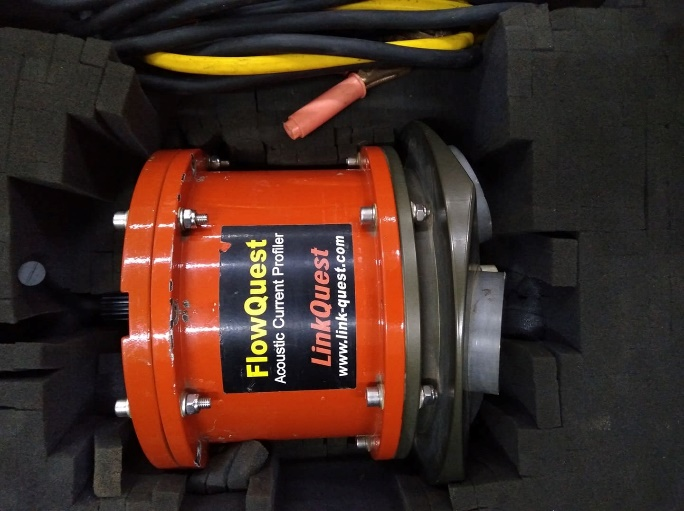 FlowQuest
Acoustic Current Profiler
LinkQuest
www.link-quest.com